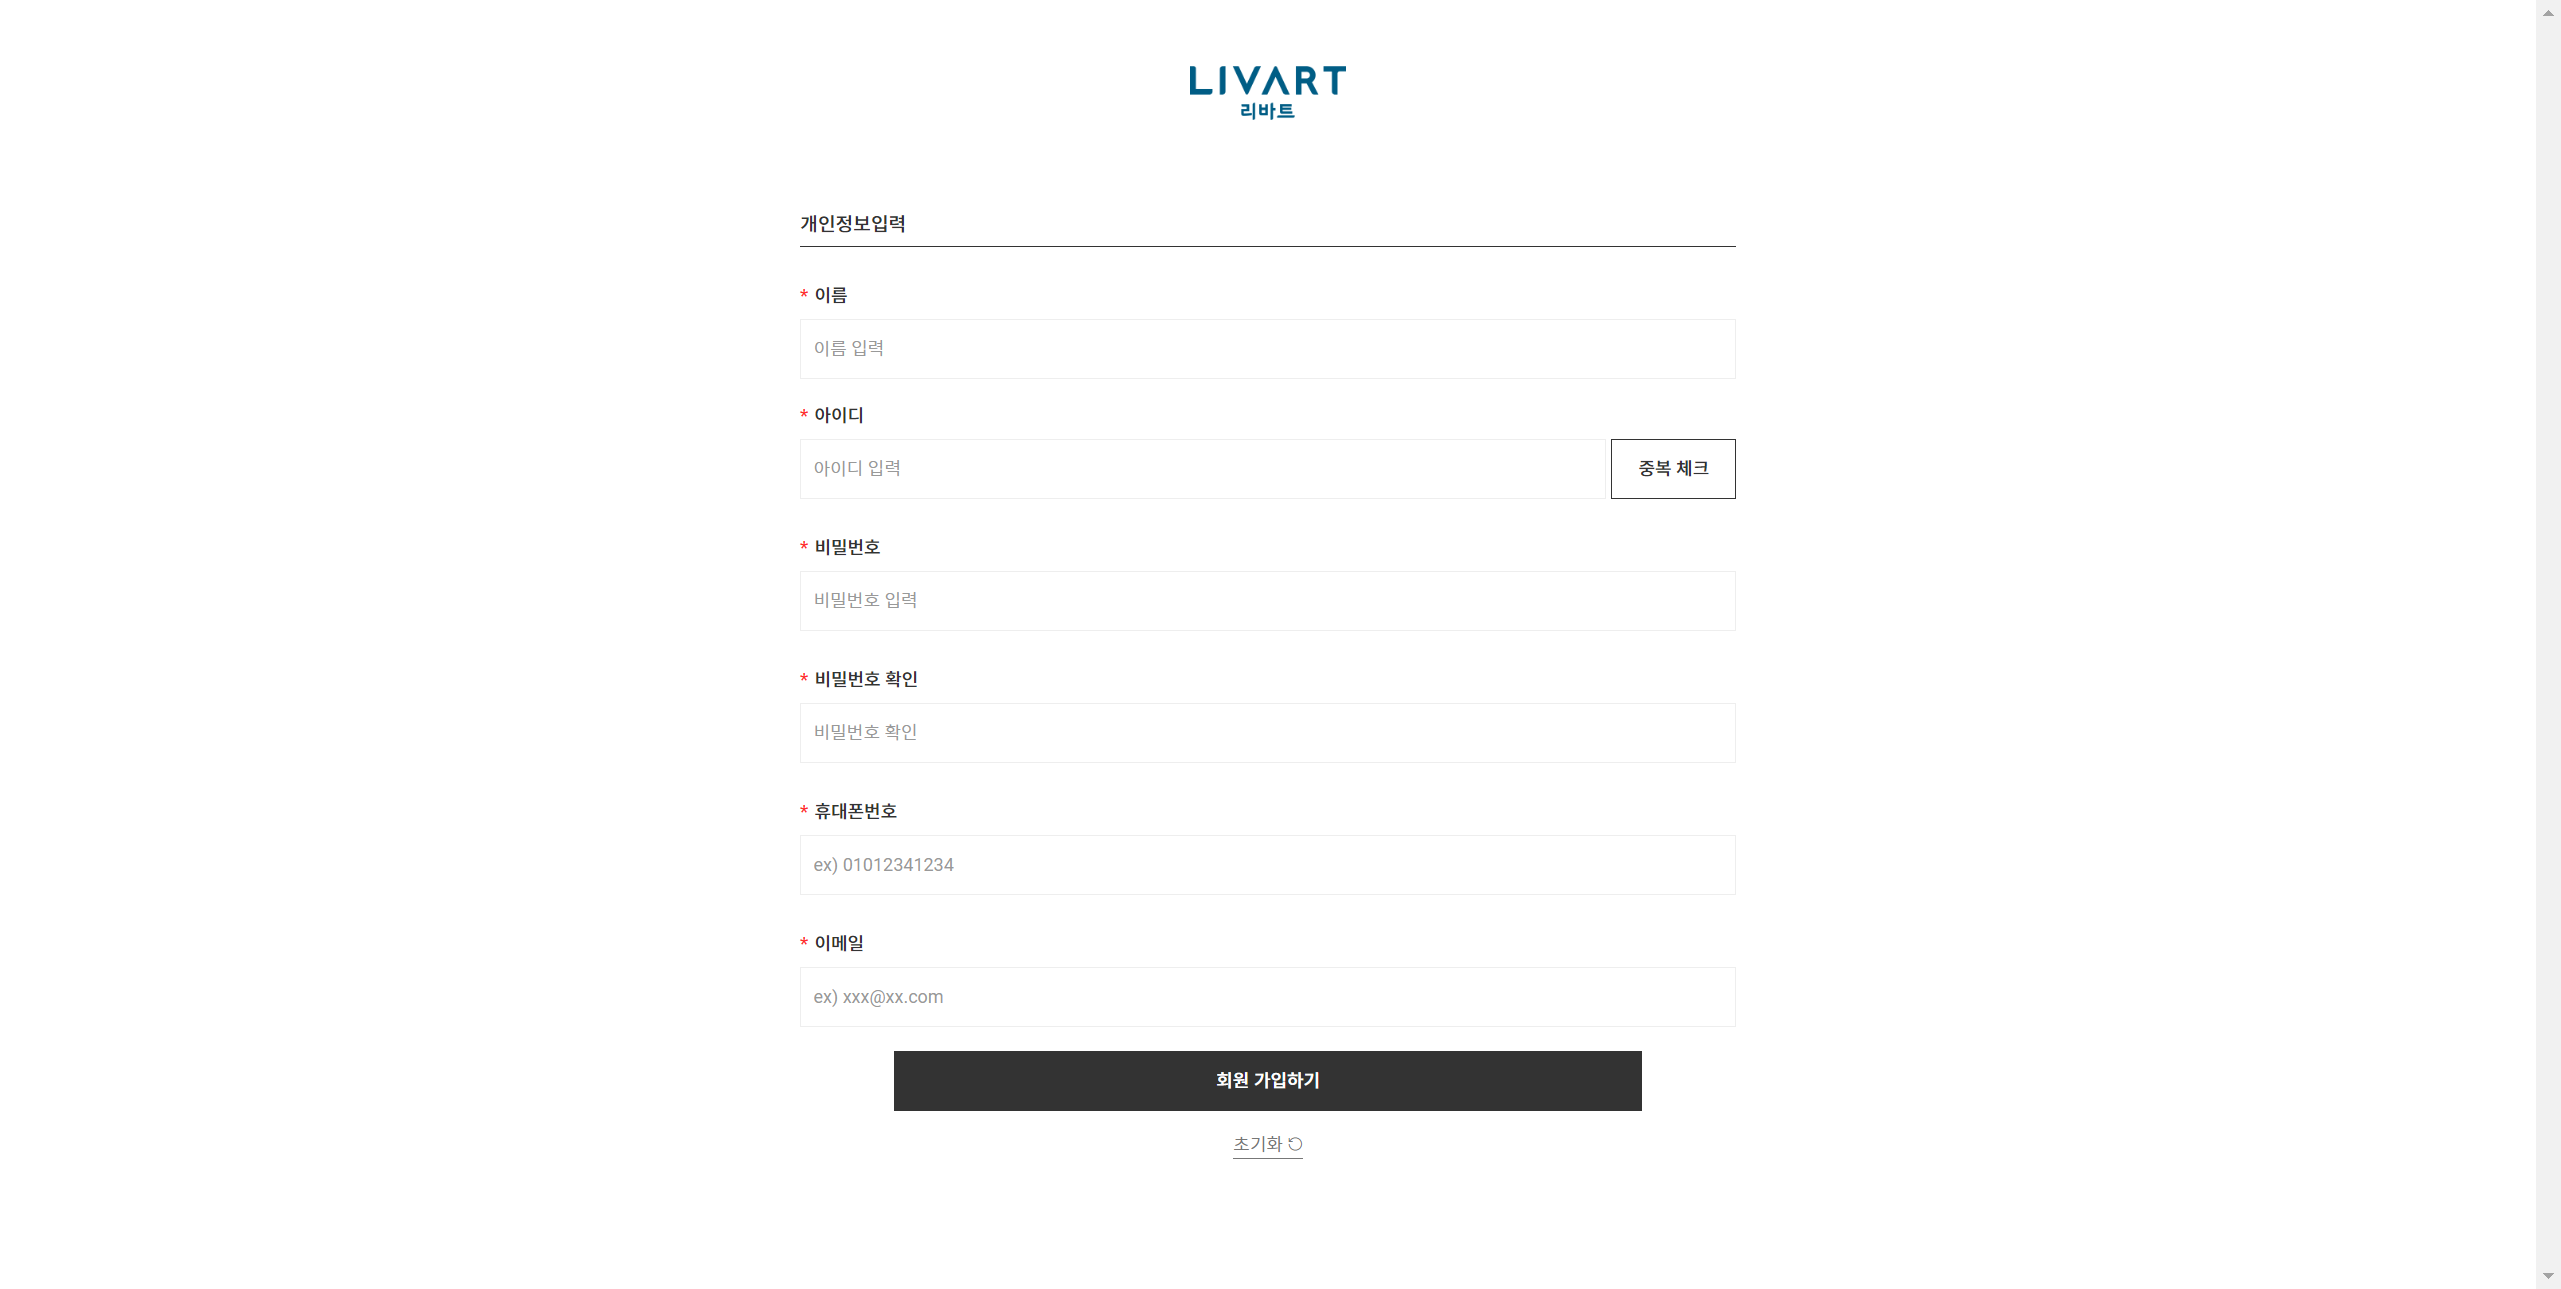 LIVART
리바트
개인정보입력
* 이름
이름 입력
* 아이디
아이디 입력
중복 체크
* 비밀번호
비밀번호 입력
* 비밀번호 확인
비밀번호 확인
* 휴대폰번호
ex) 01012341234
* 이메일
ex) xxx@xx.com
회원 가입하기
초기화